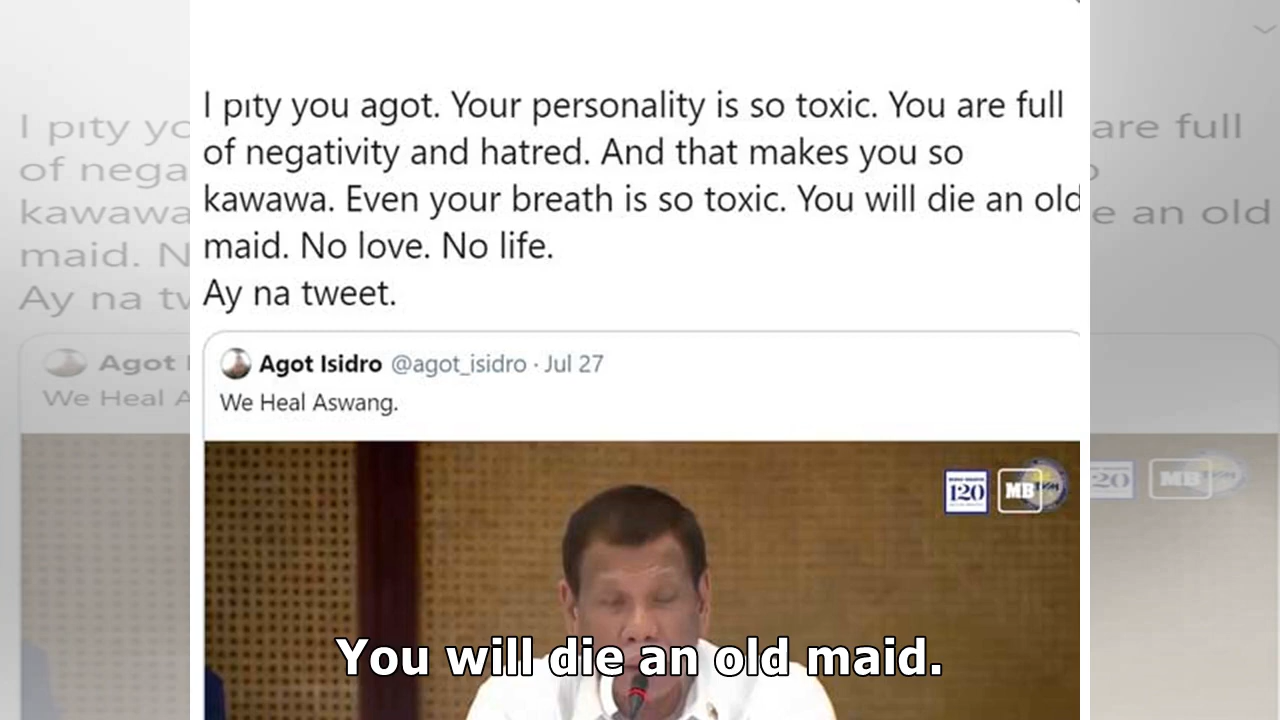 I pity you agot. Your personality is so toxic. You are full
of negativity and hatred. And that makes you so
kawawa. Even your breath is so toxic. You will die an old
maid. No love. No life.
Ay na tweet.
Agot Isidro @agot_isidro · Jul 27
We Heal Aswang.
120
MB
You will die an old maid.